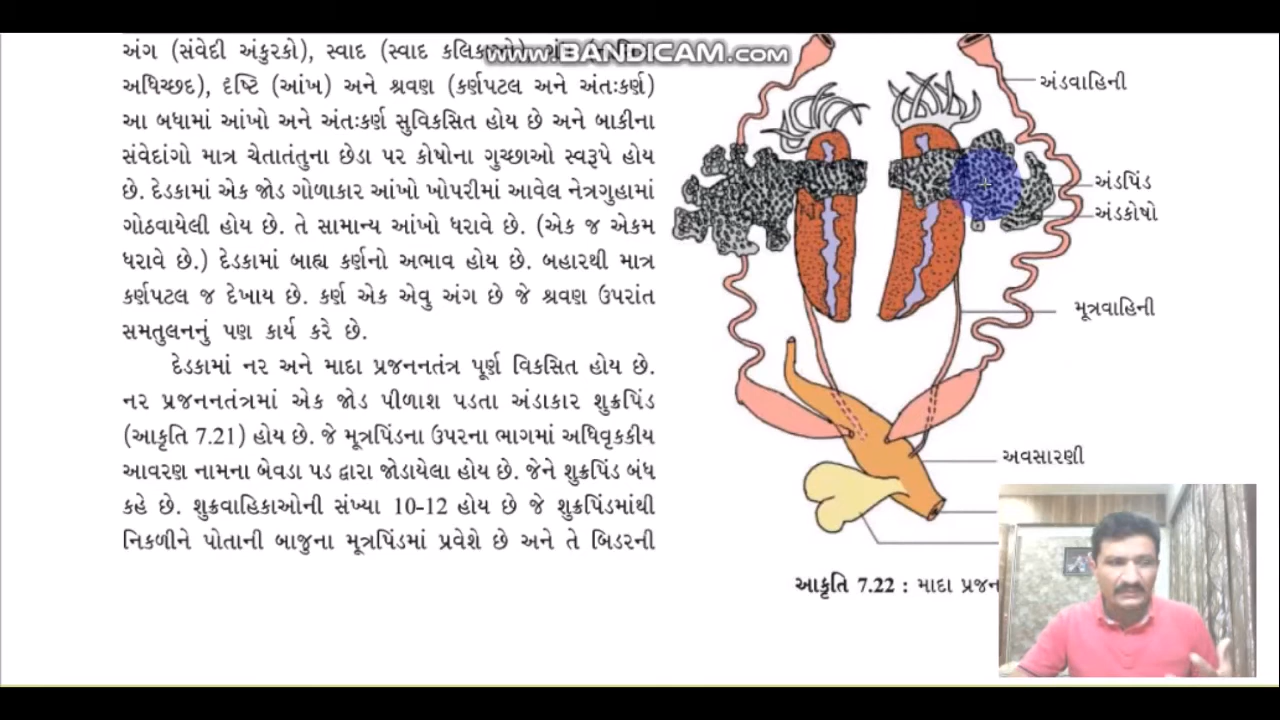 અંગ (સંવેદી અંકુરકો), સ્વાદ (સ્વાદ
www.BANDICAM.com
અધિચ્છદ), દૃષ્ટિ (આંખ) અને શ્રવણ (કર્ણપટલ અને અંતઃકર્ણ)
આ બધામાં આંખો અને અંતઃકર્ણ સુવિકસિત હોય છે અને બાકીના
સંવેદાંગો માત્ર ચેતાતંતુના છેડા પર કોષોના ગુચ્છાઓ સ્વરૂપે હોય
છે. દેડકામાં એક જોડ ગોળાકાર આંખો ખોપરીમાં આવેલ નેત્રગુહામાં
ગોઠવાયેલી હોય છે. તે સામાન્ય આંખો ધરાવે છે. (એક જ એકમ
ધરાવે છે.) દેડકામાં બાહ્ય કર્ણનો અભાવ હોય છે. બહારથી માત્ર
કર્ણપટલ જ દેખાય છે. કર્ણ એક એવુ અંગ છે જે શ્રવણ ઉપરાંત
સમતુલનનું પણ કાર્ય કરે છે.
દેડકામાં નર અને માદા પ્રજનનતંત્ર પૂર્ણ વિકસિત હોય છે.
નર પ્રજનનતંત્રમાં એક જોડ પીળાશ પડતા અંડાકાર શુક્રપિંડ
(આકૃતિ 7.21) હોય છે. જે મૂત્રપિંડના ઉપરના ભાગમાં અધિવૃકકીય
આવરણ નામના બેવડા પડ દ્વારા જોડાયેલા હોય છે. જેને શુક્રપિંડ બંધ
કહે છે. શુક્રવાહિકાઓની સંખ્યા 10-12 હોય છે જે શુક્રપિંડમાંથી
નિકળીને પોતાની બાજુના મૂત્રપિંડમાં પ્રવેશે છે અને તે બિડરની
અંડવાહિની
અંડપિંડ
અંડકોષો
મૂત્રવાહિની
અવસારણી
આકૃતિ 7.22 : માદા